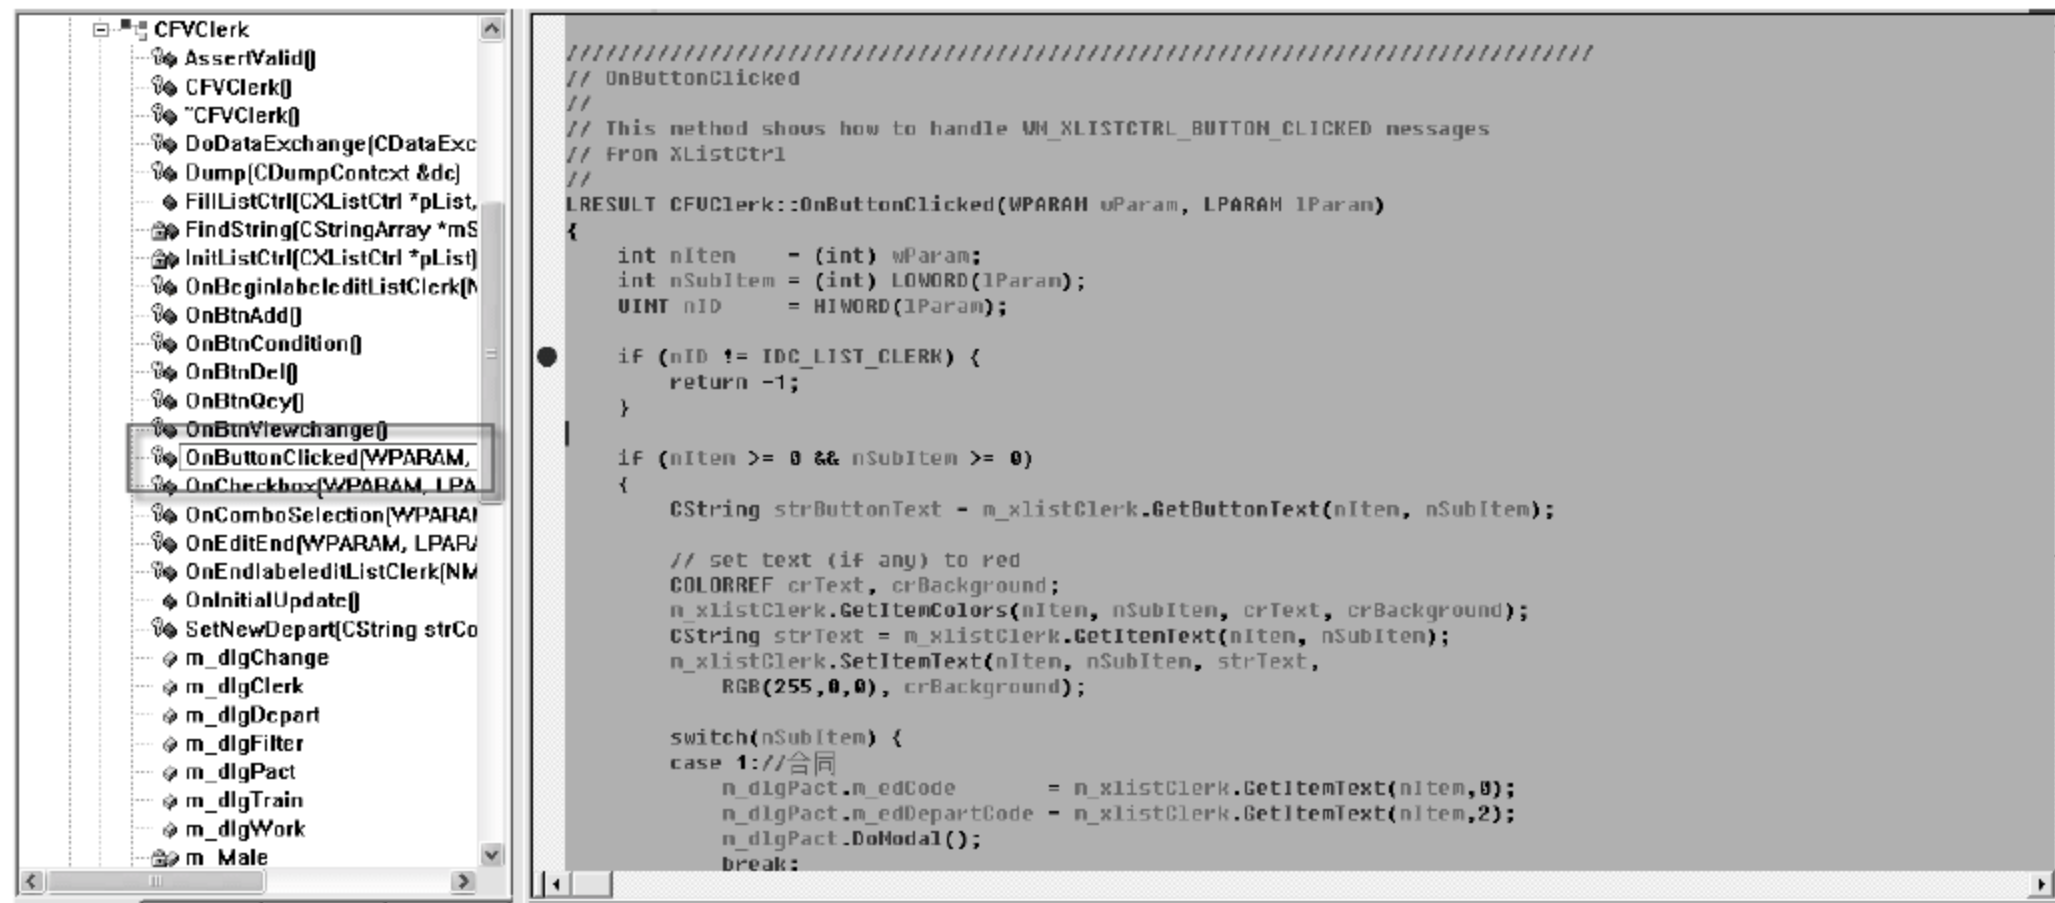 CFVClerk
AssertValid()
CFVClerk()
~CFVClerk()
DoDataExchange(CDataExc
Dump(CDumpContext &dc)
FillListCtrl(CXListCtrl *pList,
FindString(CStringArray *mS
InitListCtrl(CXListCtrl *pList)
OnBeginlabeleditListClerk(N
OnBtnAdd()
OnBtnCondition()
OnBtnDel()
OnBtnQcy()
OnBtnViewchange()
OnButtonClicked(WPARAM,
OnCheckbox(WPARAM, LPA
OnComboSelection(WPARAM
OnEditEnd(WPARAM, LPARA
OnEndlabeleditListClerk(NM
OnInitialUpdate()
SetNewDepart(CString strCo
m_dlgChange
m_dlgClerk
m_dlgDepart
m_dlgFilter
m_dlgPact
m_dlgTrain
m_dlgWork
m_Male
///////////////////////////////////////////////////////////////////////////////
// OnButtonClicked
//
// This method shows how to handle WM_XLISTCTRL_BUTTON_CLICKED messages
// From XListCtrl
//
LRESULT CFVClerk::OnButtonClicked(WPARAM wParam, LPARAM lParam)
{
int nItem = (int) wParam;
int nSubItem = (int) LOWORD(lParam);
UINT nID = HIWORD(lParam);
if (nID != IDC_LIST_CLERK) {
return -1;
}
if (nItem >= 0 && nSubItem >= 0)
{
CString strButtonText = m_xlistClerk.GetButtonText(nItem, nSubItem);
// set text (if any) to red
COLORREF crText, crBackground;
m_xlistClerk.GetItemColors(nItem, nSubItem, crText, crBackground);
CString strText = m_xlistClerk.GetItemText(nItem, nSubItem);
m_xlistClerk.SetItemText(nItem, nSubItem, strText,
RGB(255,0,0), crBackground);
switch(nSubItem) {
case 1://合同
m_dlgPact.m_edCode = m_xlistClerk.GetItemText(nItem,0);
m_dlgPact.m_edDepartCode = m_xlistClerk.GetItemText(nItem,2);
m_dlgPact.DoModal();
break;